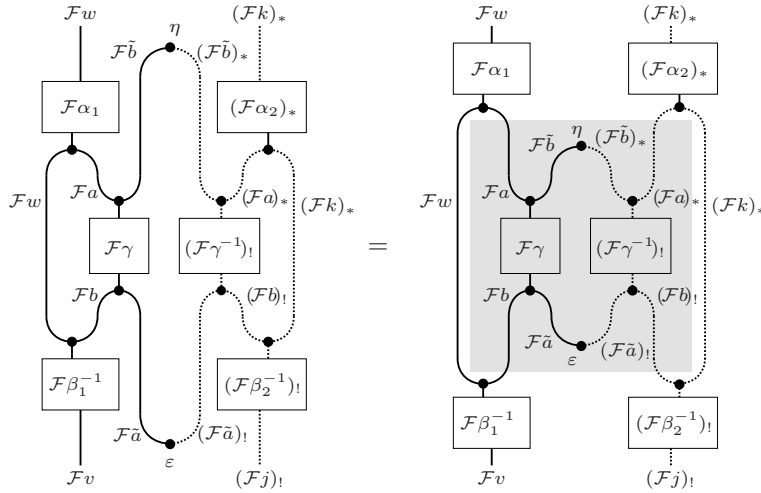 ℱw η (ℱk)_* ℱw (ℱk)_*
ℱb̃ (ℱb̃)_*
ℱα₁ (ℱα₂)_* ℱα₁ (ℱα₂)_*
η
ℱb̃ (ℱb̃)_*
ℱw ℱa (ℱa)_* (ℱk)_* ℱw ℱa (ℱa)_* (ℱk)_*
ℱγ (ℱγ⁻¹)_! = ℱγ (ℱγ⁻¹)_!
ℱb (ℱb)_! ℱb (ℱb)_!
ℱã (ℱã)_!
ε
ℱβ₁⁻¹ (ℱβ₂⁻¹)_! ℱβ₁⁻¹ (ℱβ₂⁻¹)_!
ℱã (ℱã)_!
ε
ℱv (ℱj)_! ℱv (ℱj)_!